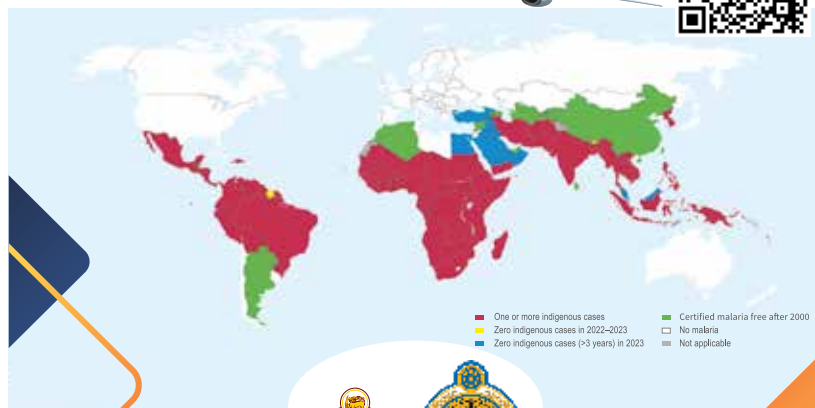 One or more indigenous cases
Zero indigenous cases in 2022–2023
Zero indigenous cases (>3 years) in 2023
Certified malaria free after 2000
No malaria
Not applicable